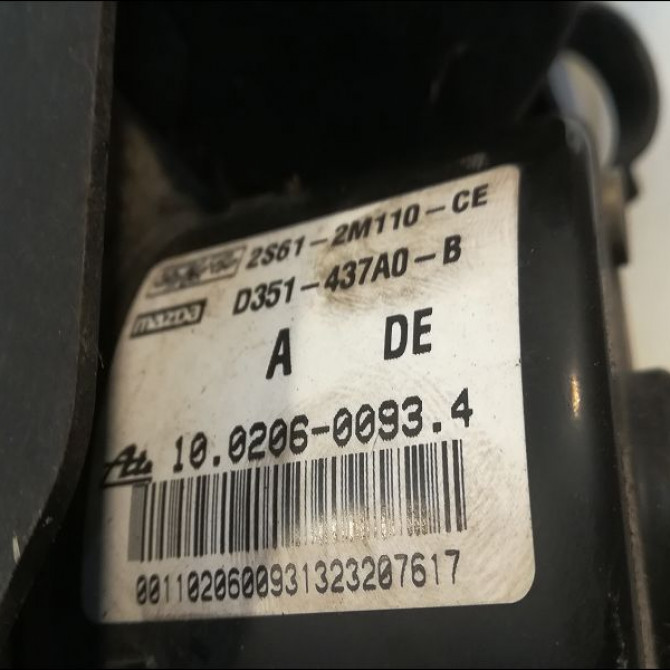 2S61-2M110-CE
mazda D351-437A0-B
A DE
Ate 10.0206-0093.4
0011020600931323207617